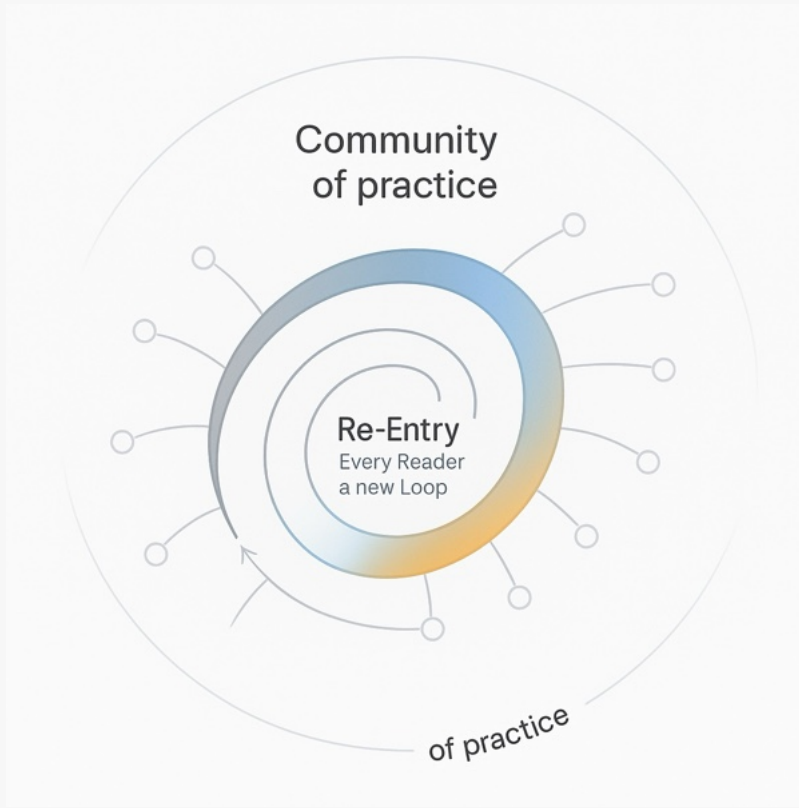 Community
of practice
Re-Entry
Every Reader
a new Loop
of practice